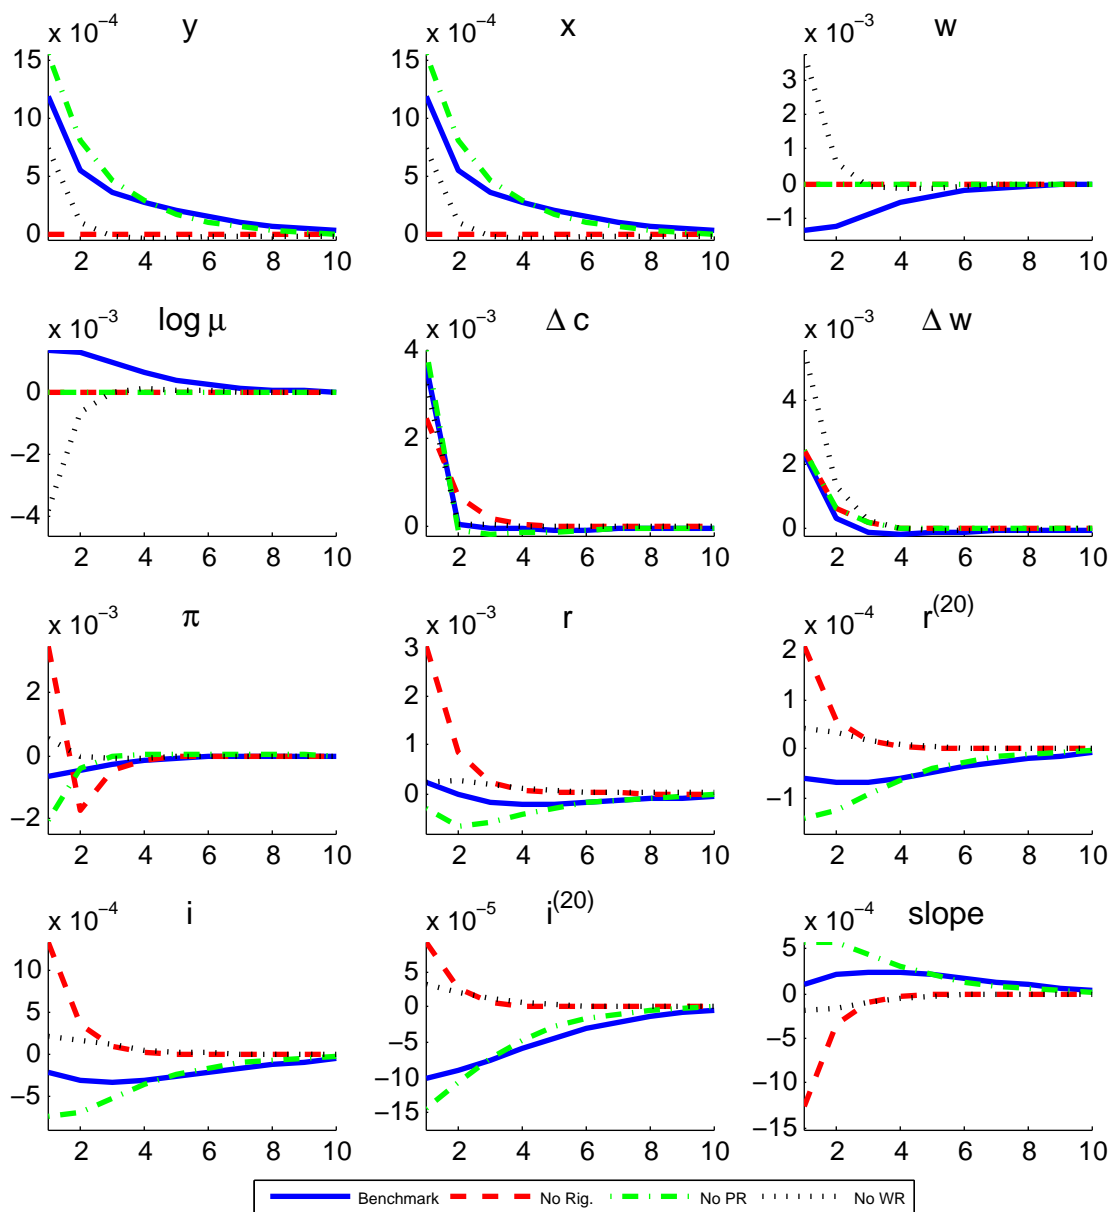 x 10⁻⁴ y x 10⁻⁴ x x 10⁻³ w
15 15 3
10 10 2
5 5 1
0 0 0
−1
2 4 6 8 10 2 4 6 8 10 2 4 6 8 10
x 10⁻³ log μ x 10⁻³ Δ c x 10⁻³ Δ w
0 4 4
−2 2 2
−4 0 0
2 4 6 8 10 2 4 6 8 10 2 4 6 8 10
x 10⁻³ π x 10⁻³ r x 10⁻⁴ r⁽²⁰⁾
2 3 2
0 2 1
−2 1 0
0 −1
2 4 6 8 10 2 4 6 8 10 2 4 6 8 10
x 10⁻⁴ i x 10⁻⁵ i⁽²⁰⁾ x 10⁻⁴ slope
10 5 5
5 0 0
0 −5 −5
−5 −10 −10
−15 −15
2 4 6 8 10 2 4 6 8 10 2 4 6 8 10
Benchmark No Rig. No PR No WR